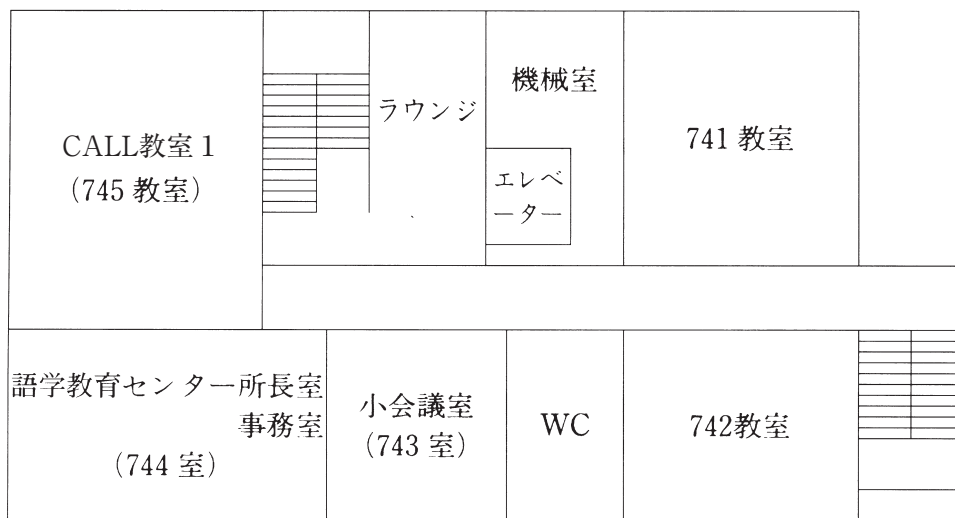 CALL教室1
（745 教室）
ラウンジ
機械室
エレベ
ーター
741 教室
語学教育センター所長室
事務室
（744 室）
小会議室
（743 室）
WC
742教室